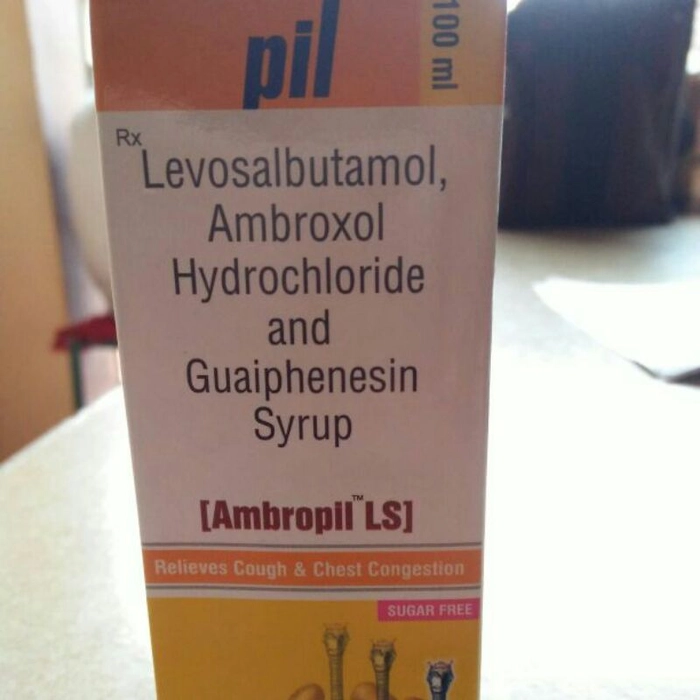 pil
100 ml
Rx
Levosalbutamol,
Ambroxol
Hydrochloride
and
Guaiphenesin
Syrup
[Ambropil™ LS]
Relieves Cough & Chest Congestion
SUGAR FREE